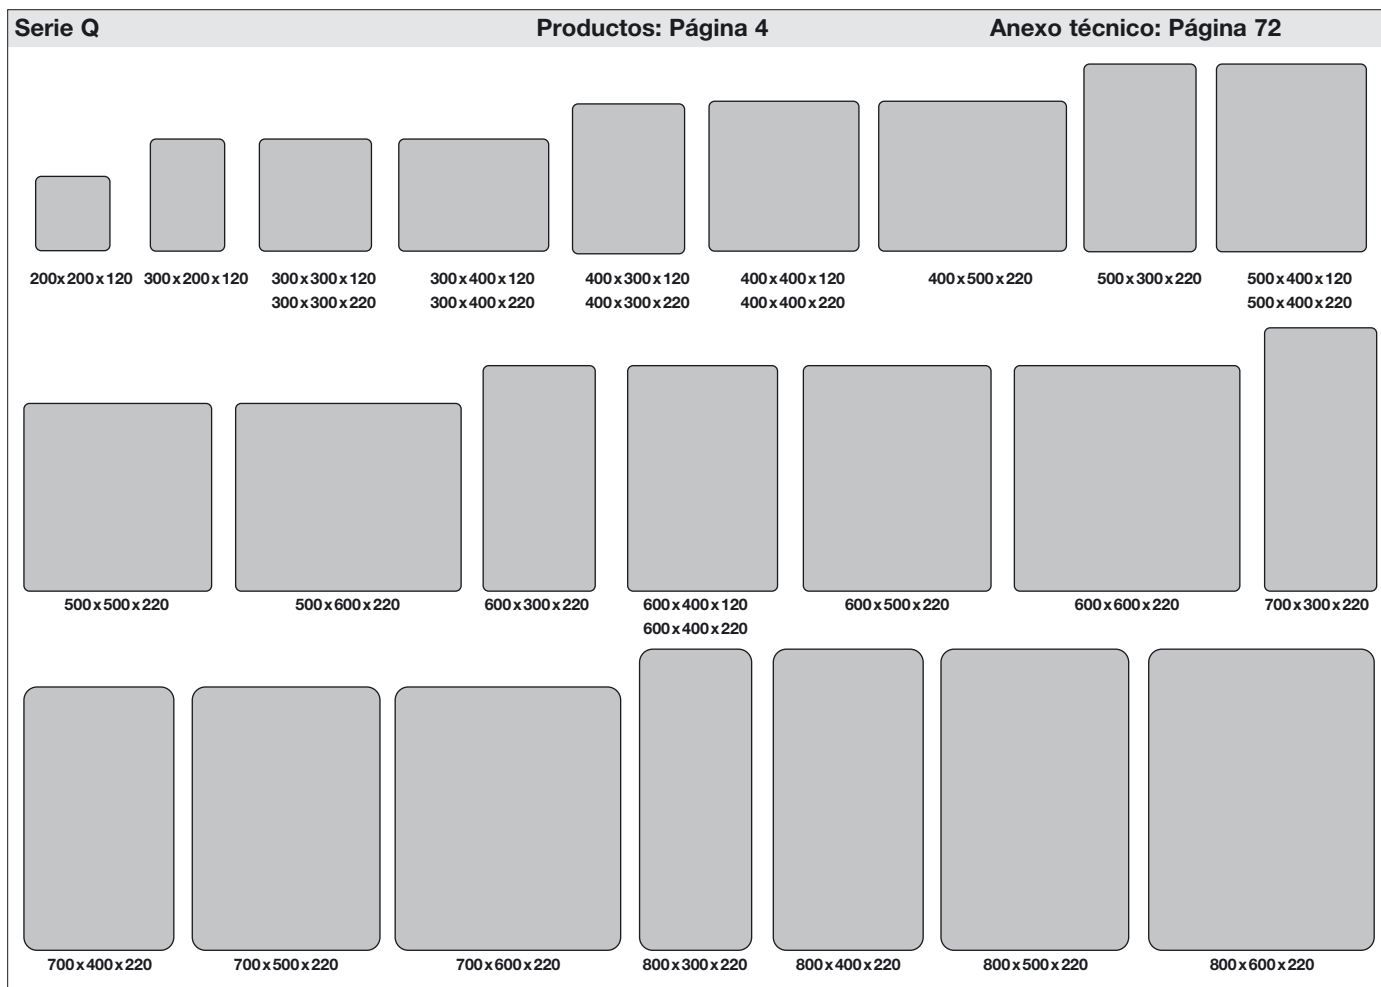 Serie Q Productos: Página 4 Anexo técnico: Página 72
200x200x120 300x200x120 300x300x120 300x400x120 400x300x120 400x400x120 400x500x220 500x300x220 500x400x120
300x300x220 300x400x220 400x300x220 400x400x220 500x400x220
500x500x220 500x600x220 600x300x220 600x400x120 600x500x220 600x600x220 700x300x220
600x400x220
700x400x220 700x500x220 700x600x220 800x300x220 800x400x220 800x500x220 800x600x220